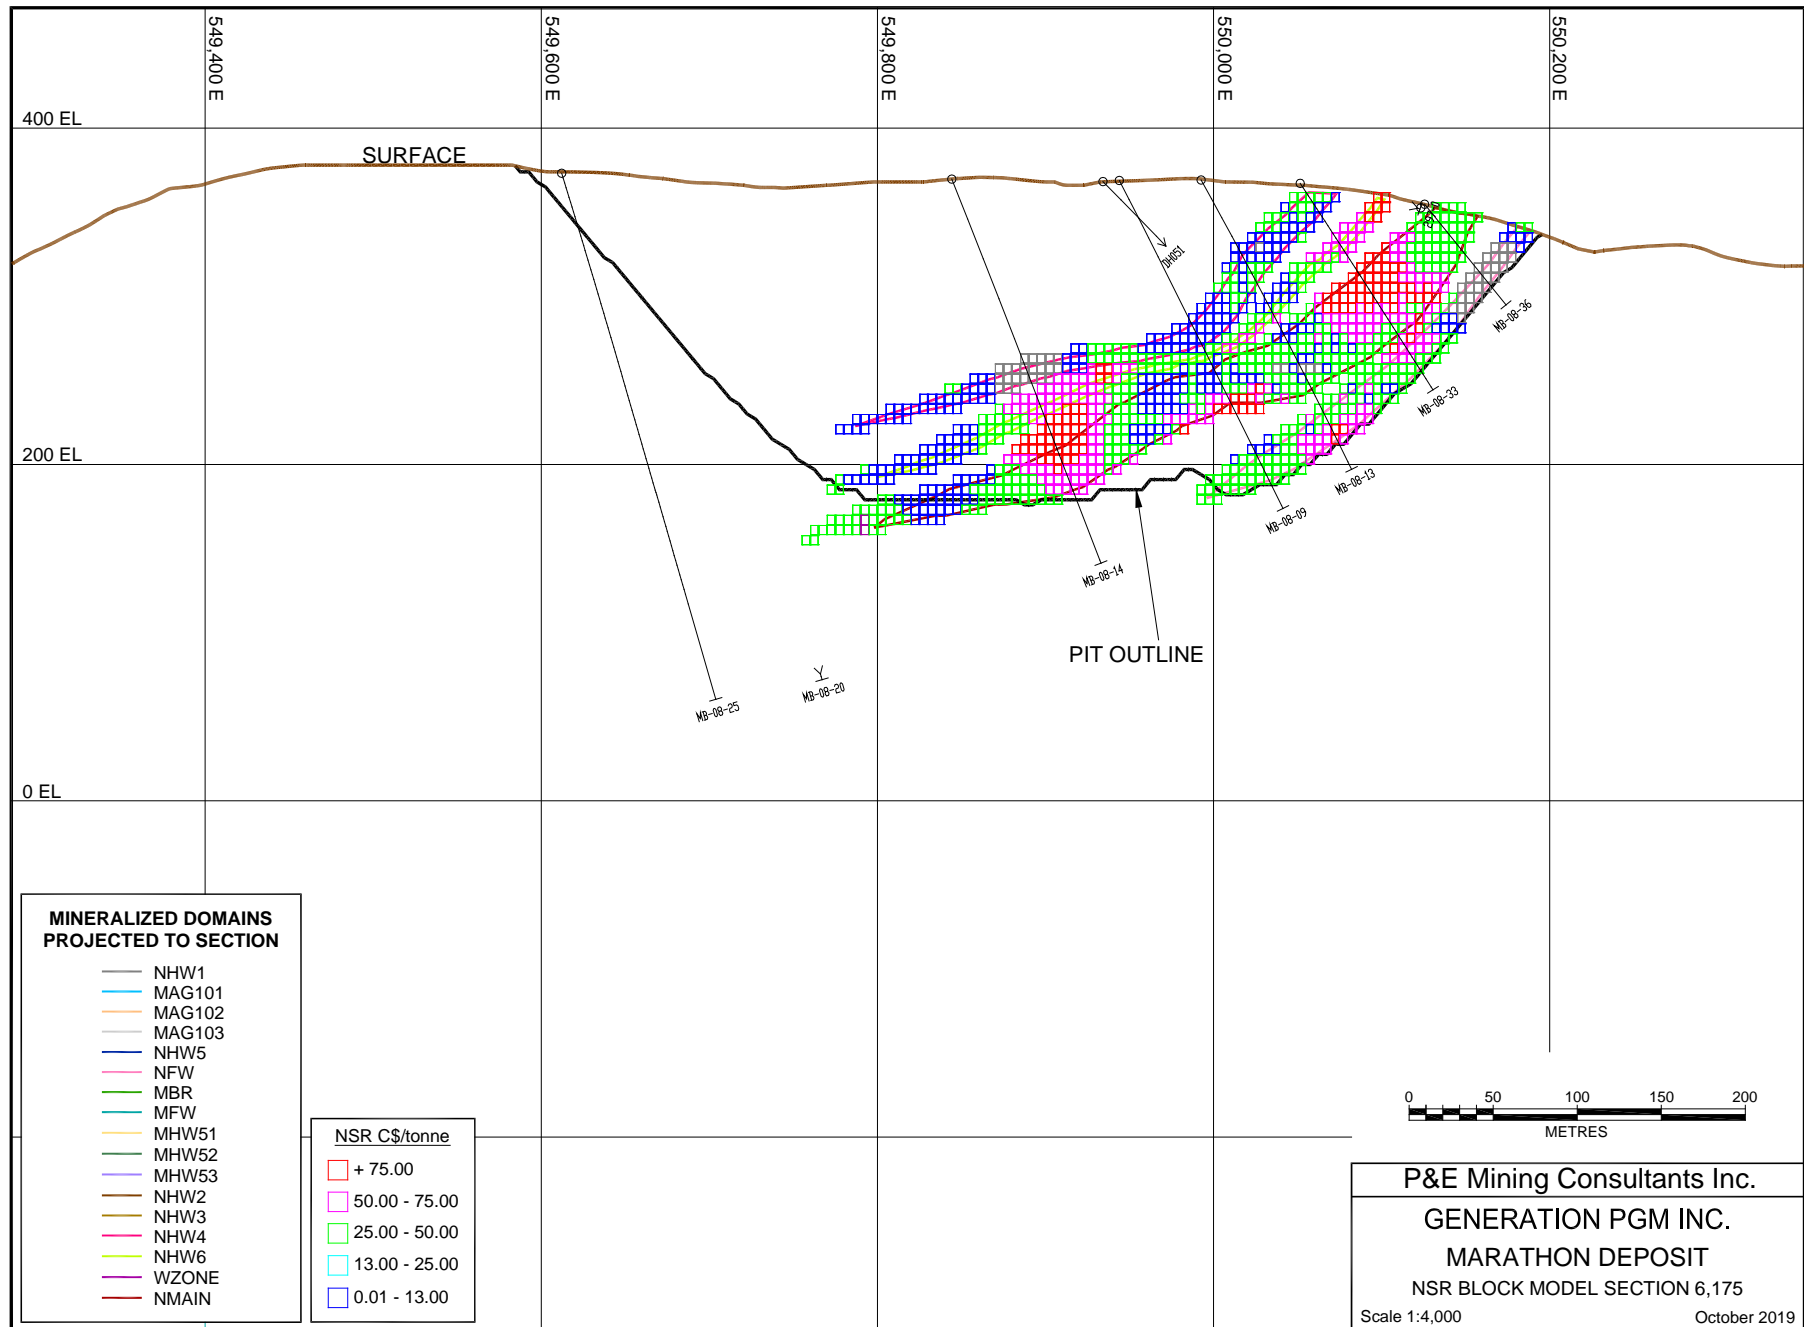 549,400 E
549,600 E
549,800 E
550,000 E
550,200 E
400 EL
SURFACE
DH051
MB-08-36
MB-08-33
200 EL
MB-08-13
MB-08-09
MB-08-14
PIT OUTLINE
MB-08-20
MB-08-25
0 EL
MINERALIZED DOMAINS
PROJECTED TO SECTION
NHW1
MAG101
MAG102
MAG103
NHW5
NFW
MBR
MFW
MHW51
MHW52
MHW53
NHW2
NHW3
NHW4
NHW6
WZONE
NMAIN
NSR C$/tonne
+ 75.00
50.00 - 75.00
25.00 - 50.00
13.00 - 25.00
0.01 - 13.00
0 50 100 150 200
METRES
P&E Mining Consultants Inc.
GENERATION PGM INC.
MARATHON DEPOSIT
NSR BLOCK MODEL SECTION 6,175
Scale 1:4,000 October 2019